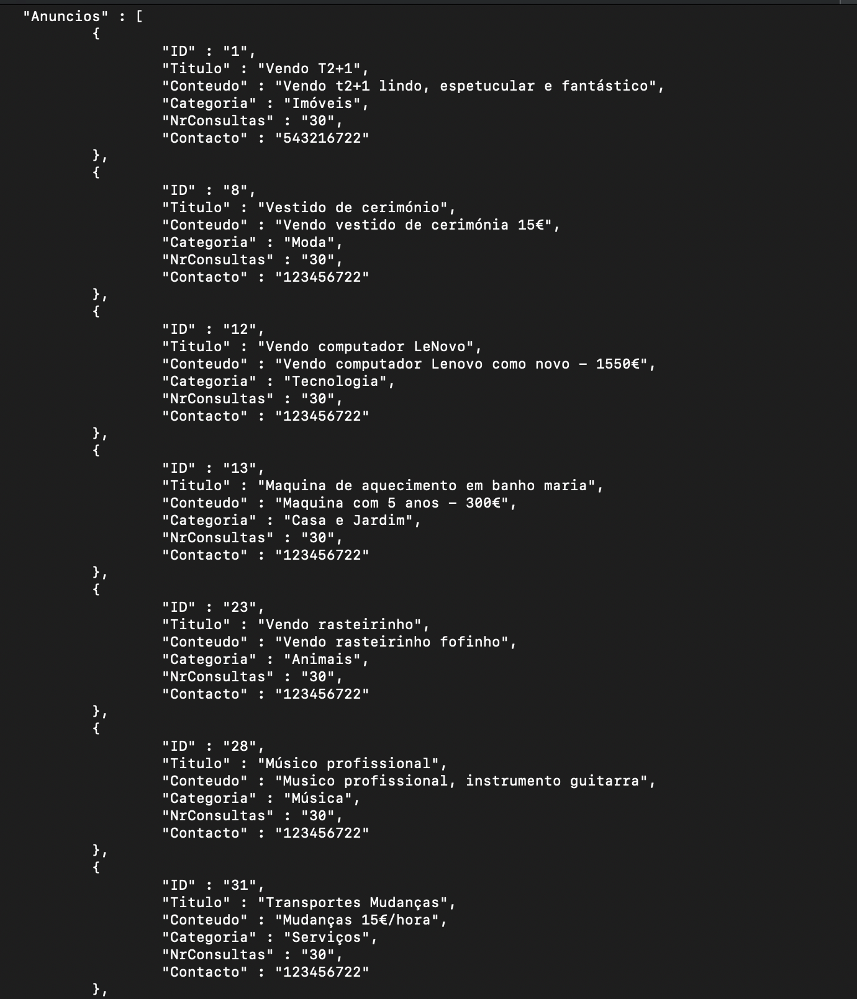 "Anuncios" : [
{
"ID" : "1",
"Titulo" : "Vendo T2+1",
"Conteudo" : "Vendo t2+1 lindo, espetucular e fantástico",
"Categoria" : "Imóveis",
"NrConsultas" : "30",
"Contacto" : "543216722"
},
{
"ID" : "8",
"Titulo" : "Vestido de cerimónio",
"Conteudo" : "Vendo vestido de cerimónia 15€",
"Categoria" : "Moda",
"NrConsultas" : "30",
"Contacto" : "123456722"
},
{
"ID" : "12",
"Titulo" : "Vendo computador LeNovo",
"Conteudo" : "Vendo computador Lenovo como novo – 1550€",
"Categoria" : "Tecnologia",
"NrConsultas" : "30",
"Contacto" : "123456722"
},
{
"ID" : "13",
"Titulo" : "Maquina de aquecimento em banho maria",
"Conteudo" : "Maquina com 5 anos – 300€",
"Categoria" : "Casa e Jardim",
"NrConsultas" : "30",
"Contacto" : "123456722"
},
{
"ID" : "23",
"Titulo" : "Vendo rasteirinho",
"Conteudo" : "Vendo rasteirinho fofinho",
"Categoria" : "Animais",
"NrConsultas" : "30",
"Contacto" : "123456722"
},
{
"ID" : "28",
"Titulo" : "Músico profissional",
"Conteudo" : "Musico profissional, instrumento guitarra",
"Categoria" : "Música",
"NrConsultas" : "30",
"Contacto" : "123456722"
},
{
"ID" : "31",
"Titulo" : "Transportes Mudanças",
"Conteudo" : "Mudanças 15€/hora",
"Categoria" : "Serviços",
"NrConsultas" : "30",
"Contacto" : "123456722"
},